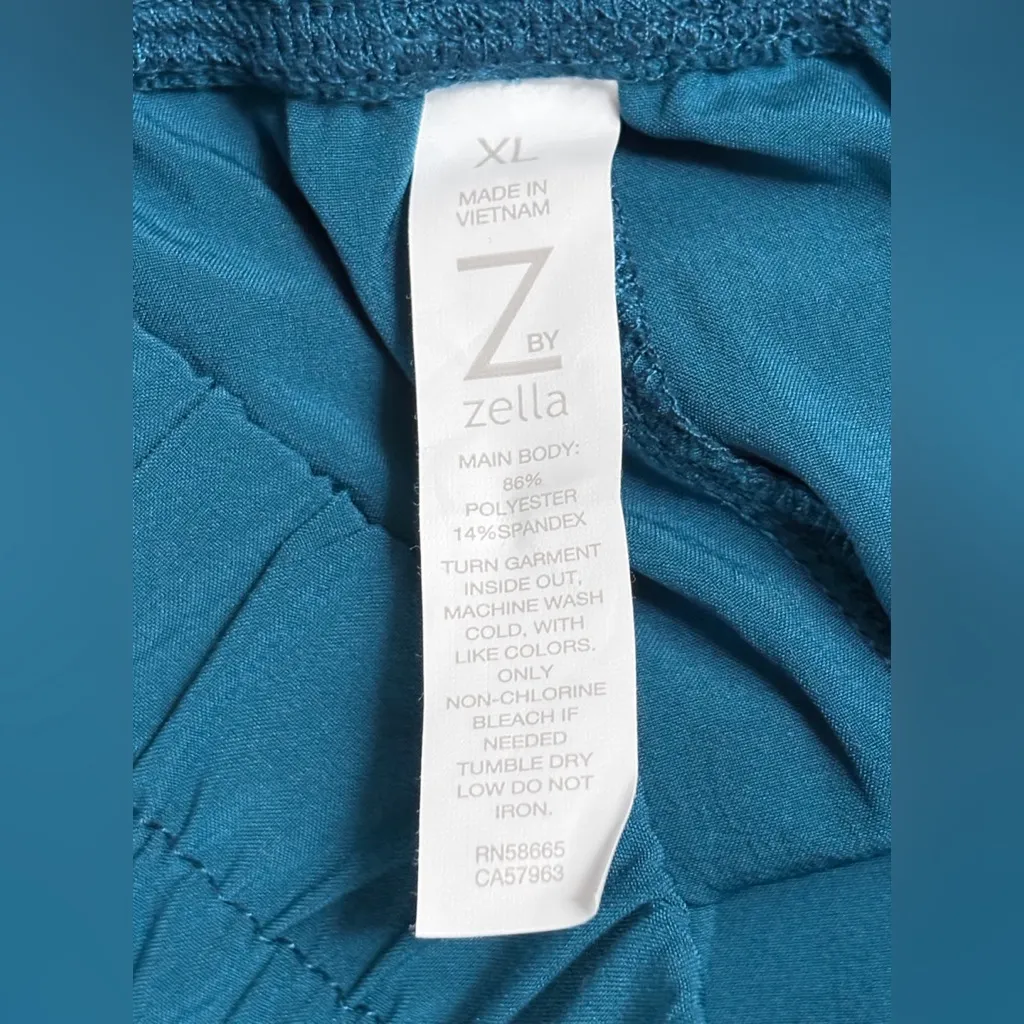 XL
MADE IN
VIETNAM
Z BY
zella
MAIN BODY:
86%
POLYESTER
14%SPANDEX
TURN GARMENT
INSIDE OUT,
MACHINE WASH
COLD, WITH
LIKE COLORS.
ONLY
NON-CHLORINE
BLEACH IF
NEEDED
TUMBLE DRY
LOW DO NOT
IRON.
RN58665
CA57963